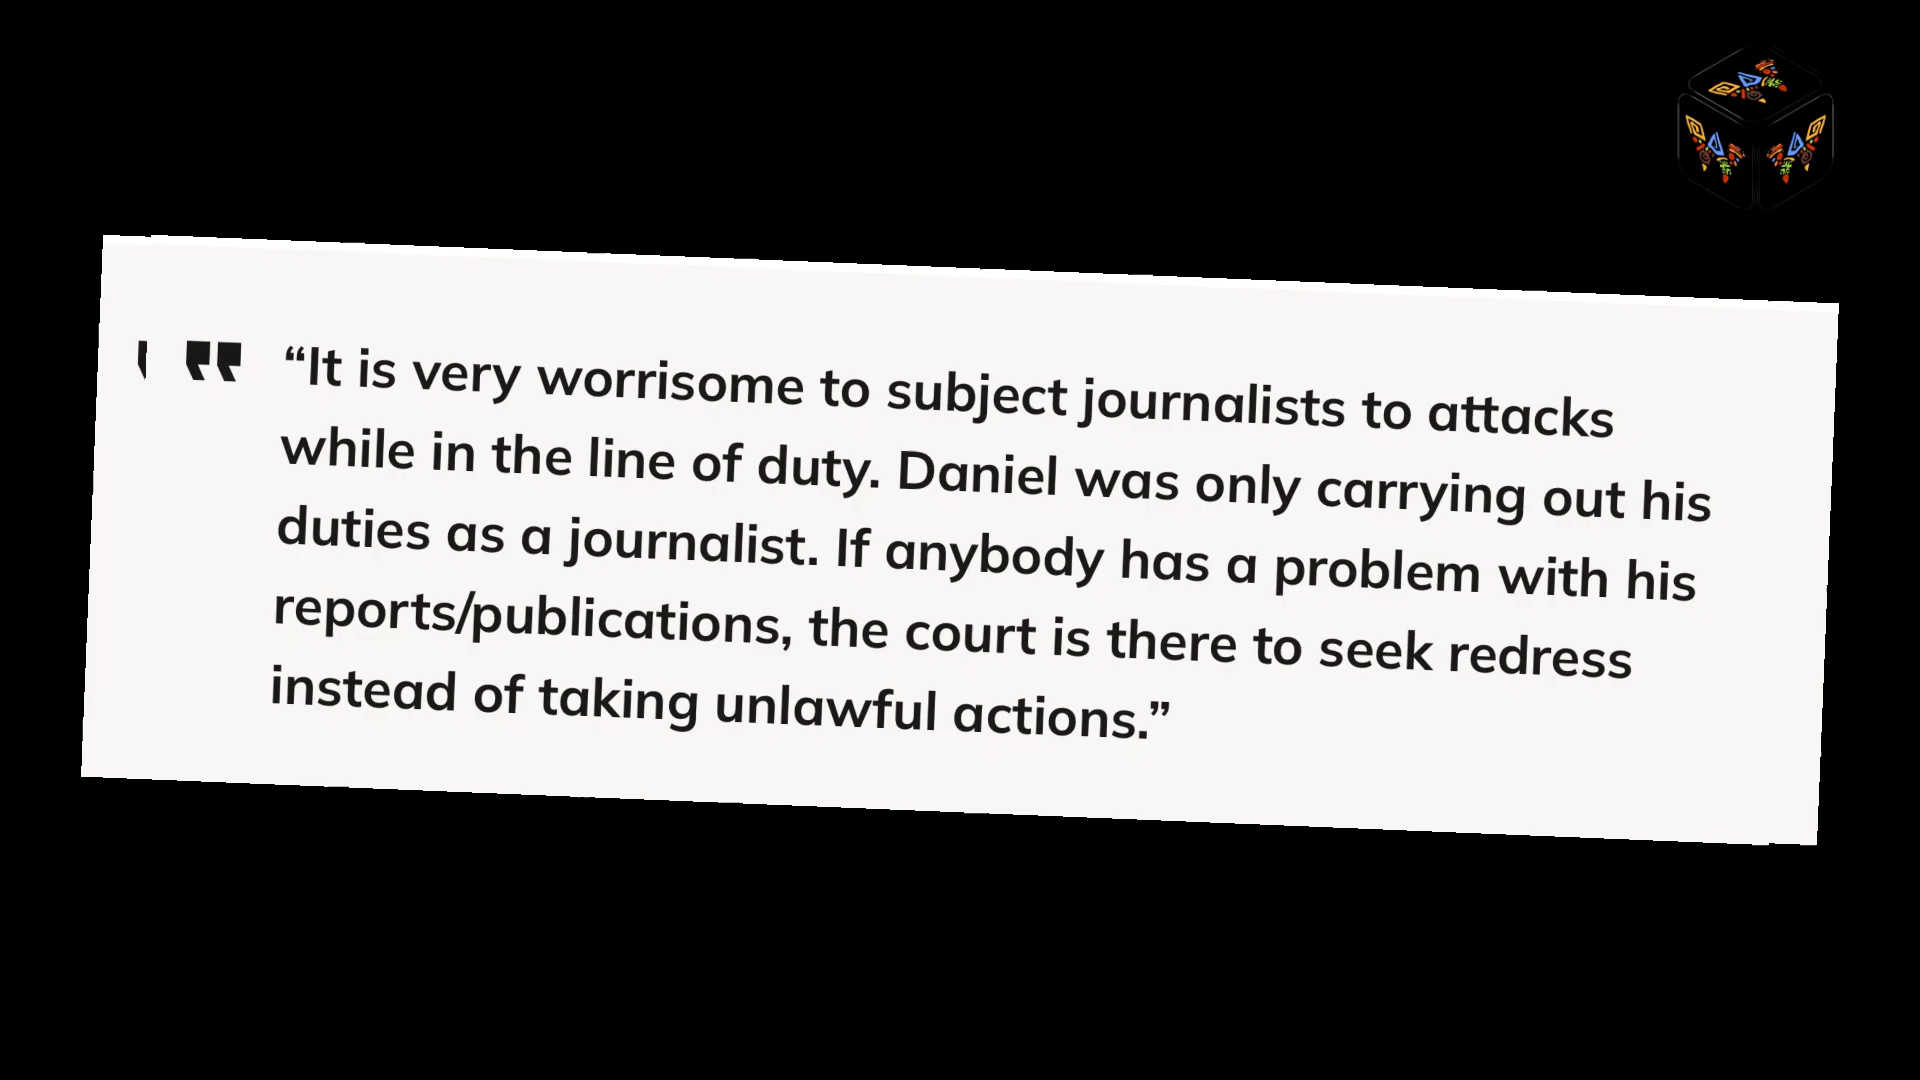 “It is very worrisome to subject journalists to attacks
while in the line of duty. Daniel was only carrying out his
duties as a journalist. If anybody has a problem with his
reports/publications, the court is there to seek redress
instead of taking unlawful actions.”